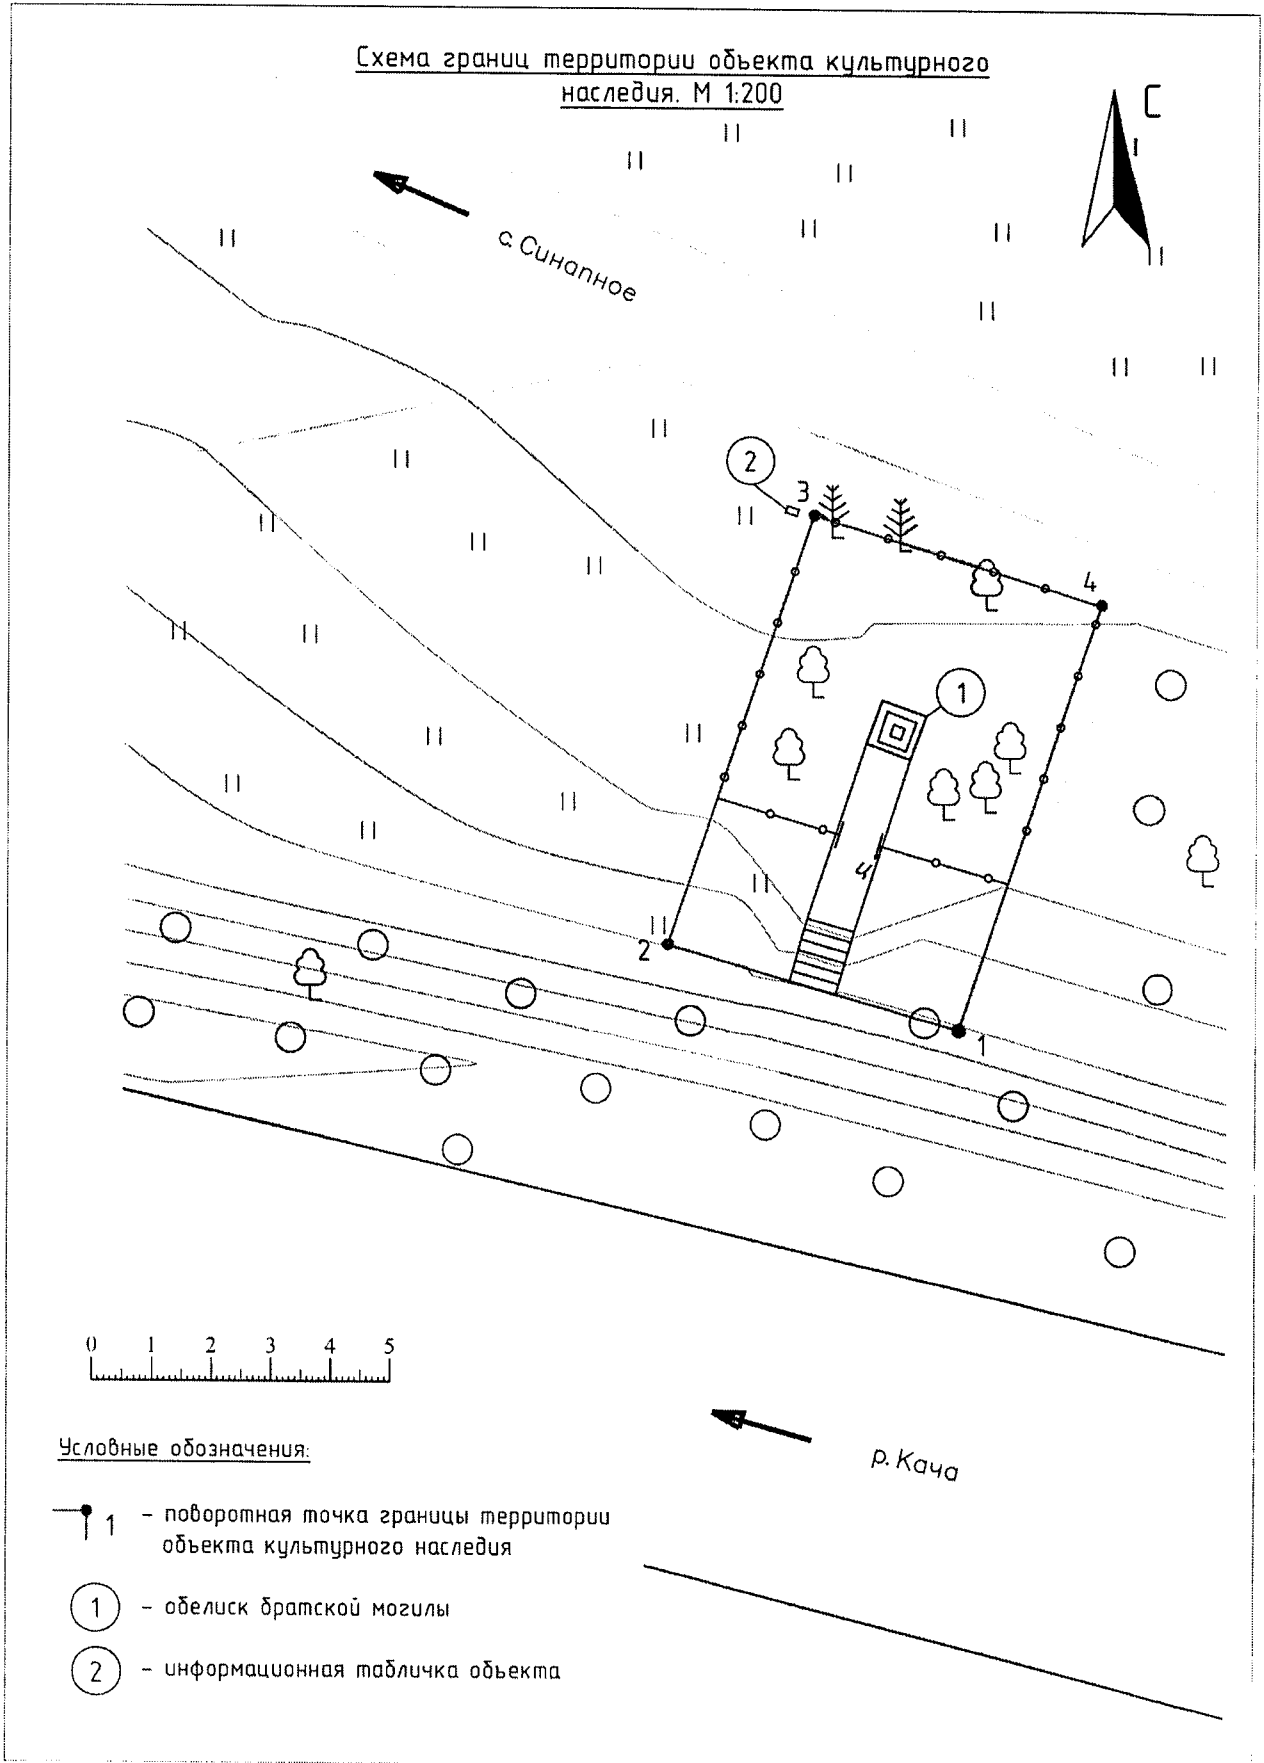 Схема границ территории объекта культурного
наследия. М 1:200
С
с. Синапное
2
3
4
1
ц
2
1
0 1 2 3 4 5
р. Кача
Условные обозначения:
1 – поворотная точка границы территории
объекта культурного наследия
1 – обелиск братской могилы
2 – информационная табличка объекта